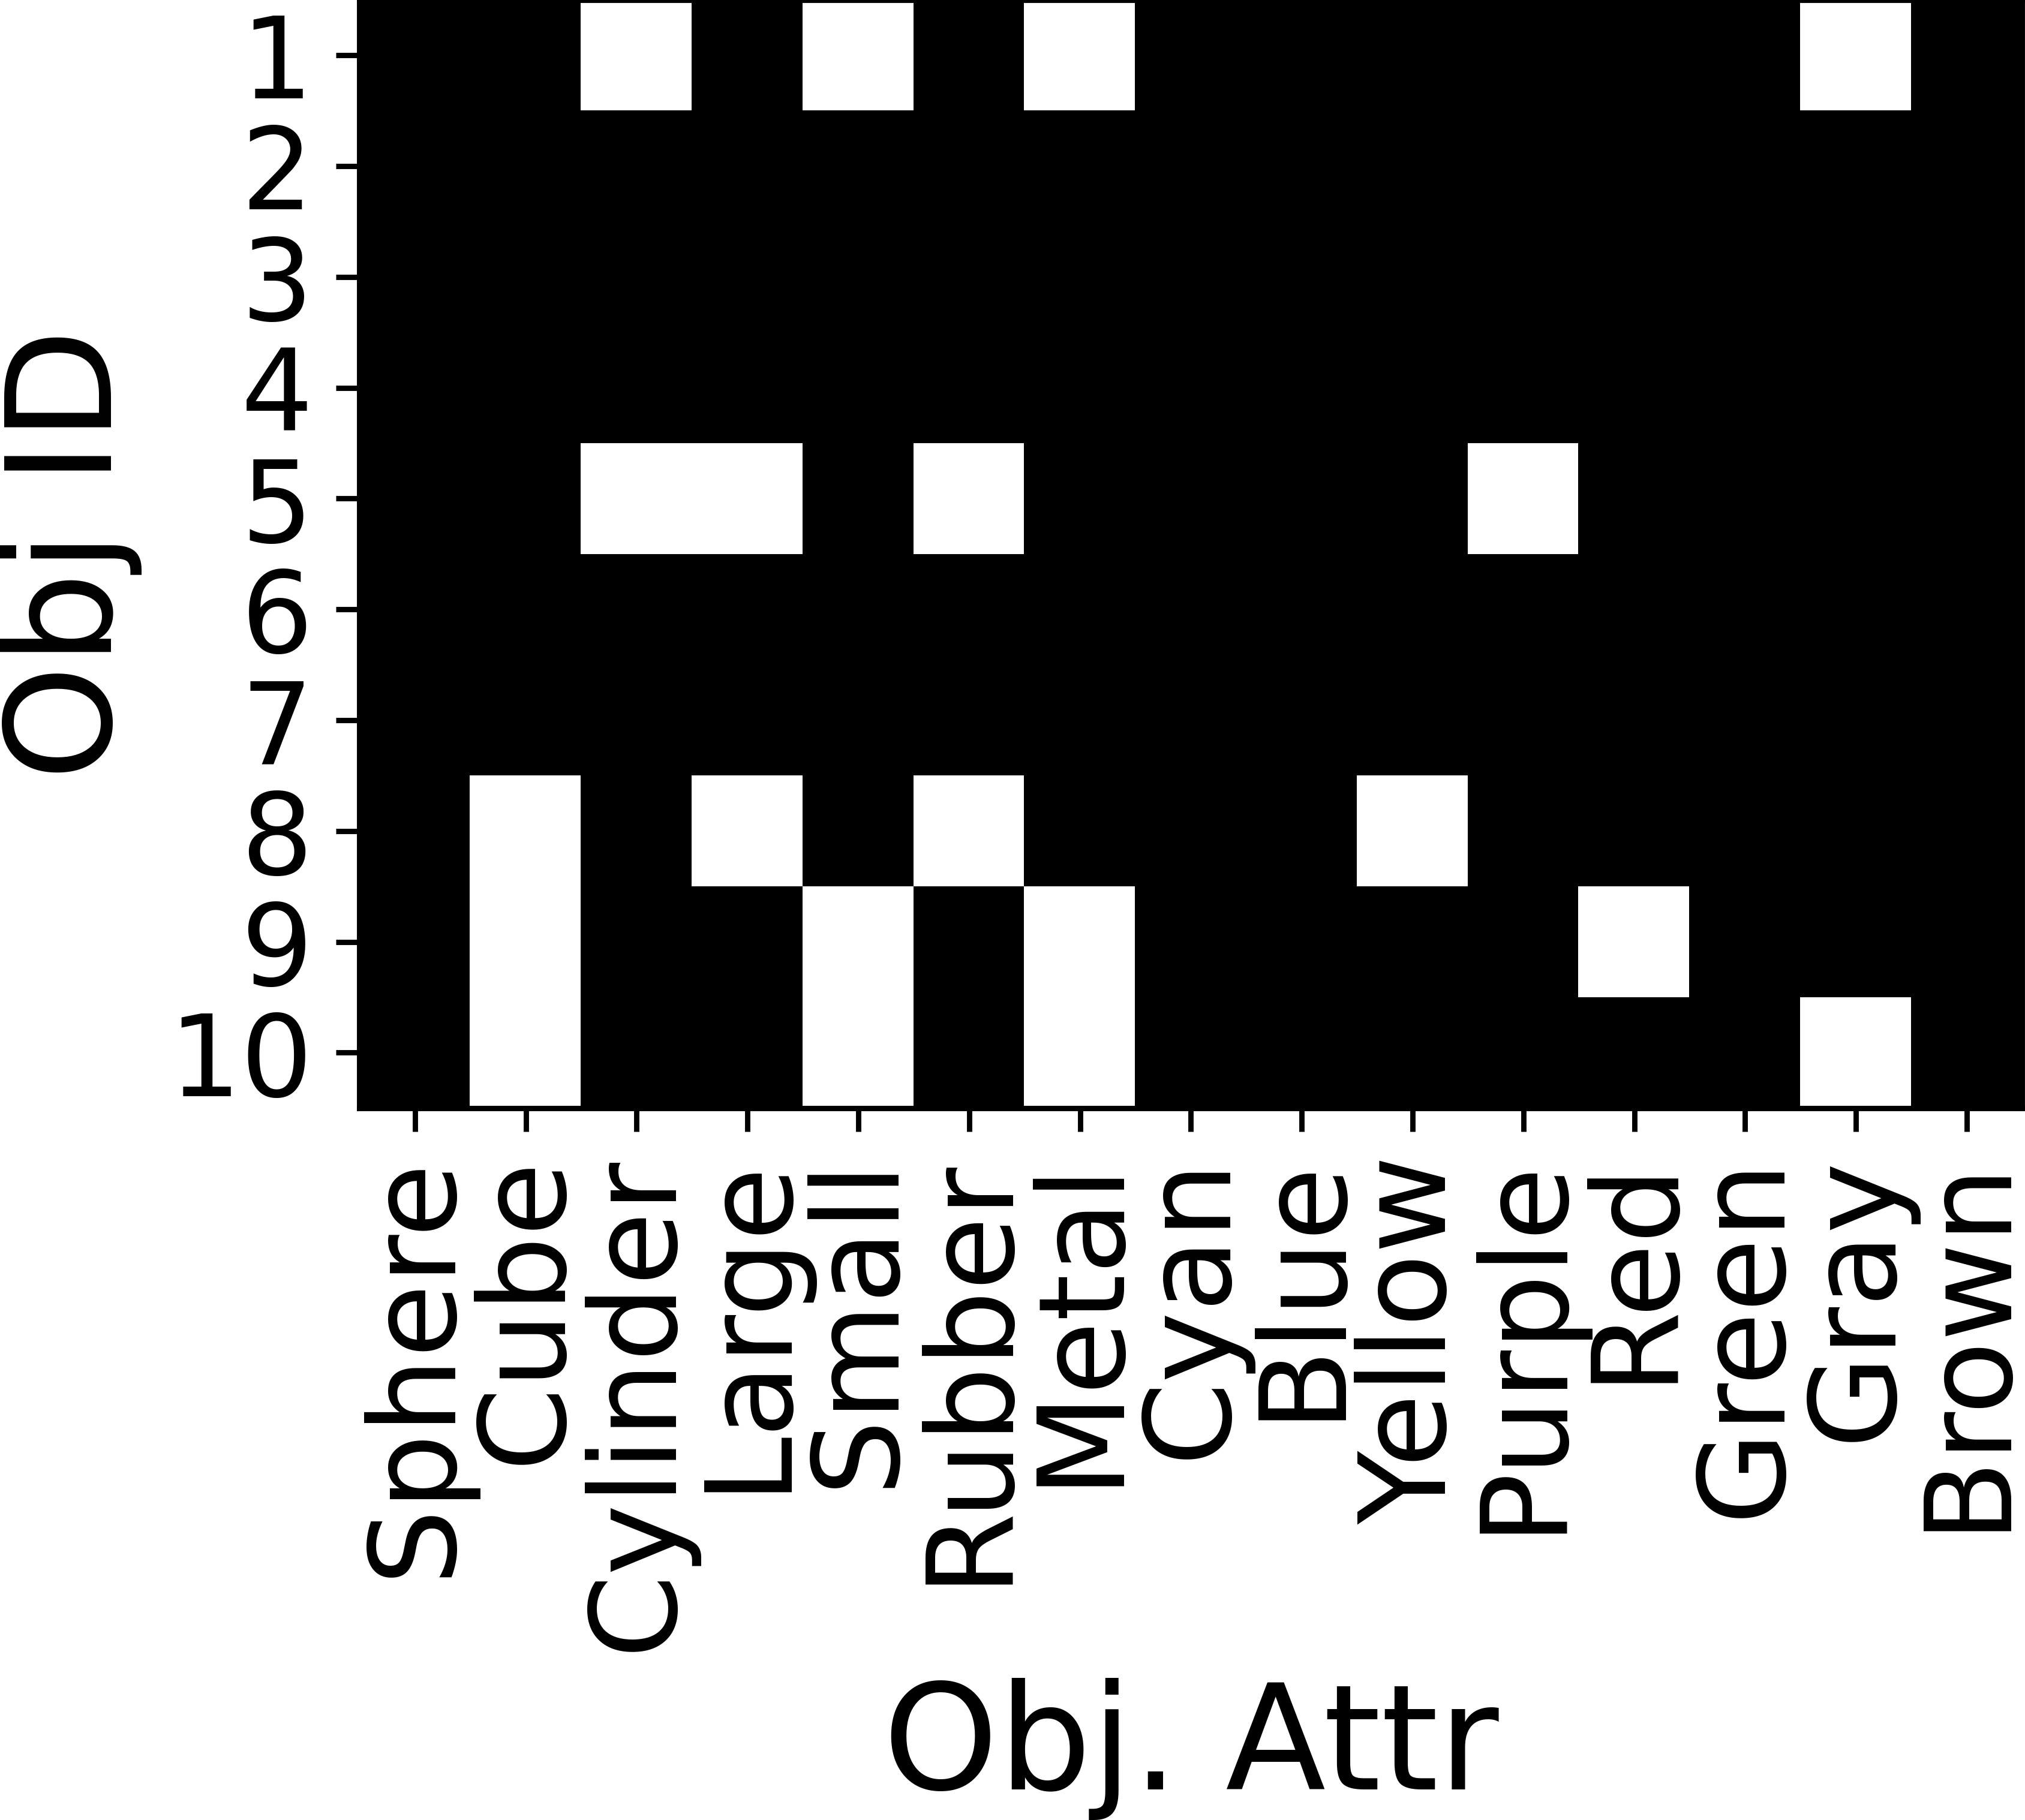 Obj ID
1
2
3
4
5
6
7
8
9
10
Sphere
Cube
Cylinder
Large
Small
Rubber
Metal
Cyan
Blue
Yellow
Purple
Red
Green
Gray
Brown
Obj. Attr